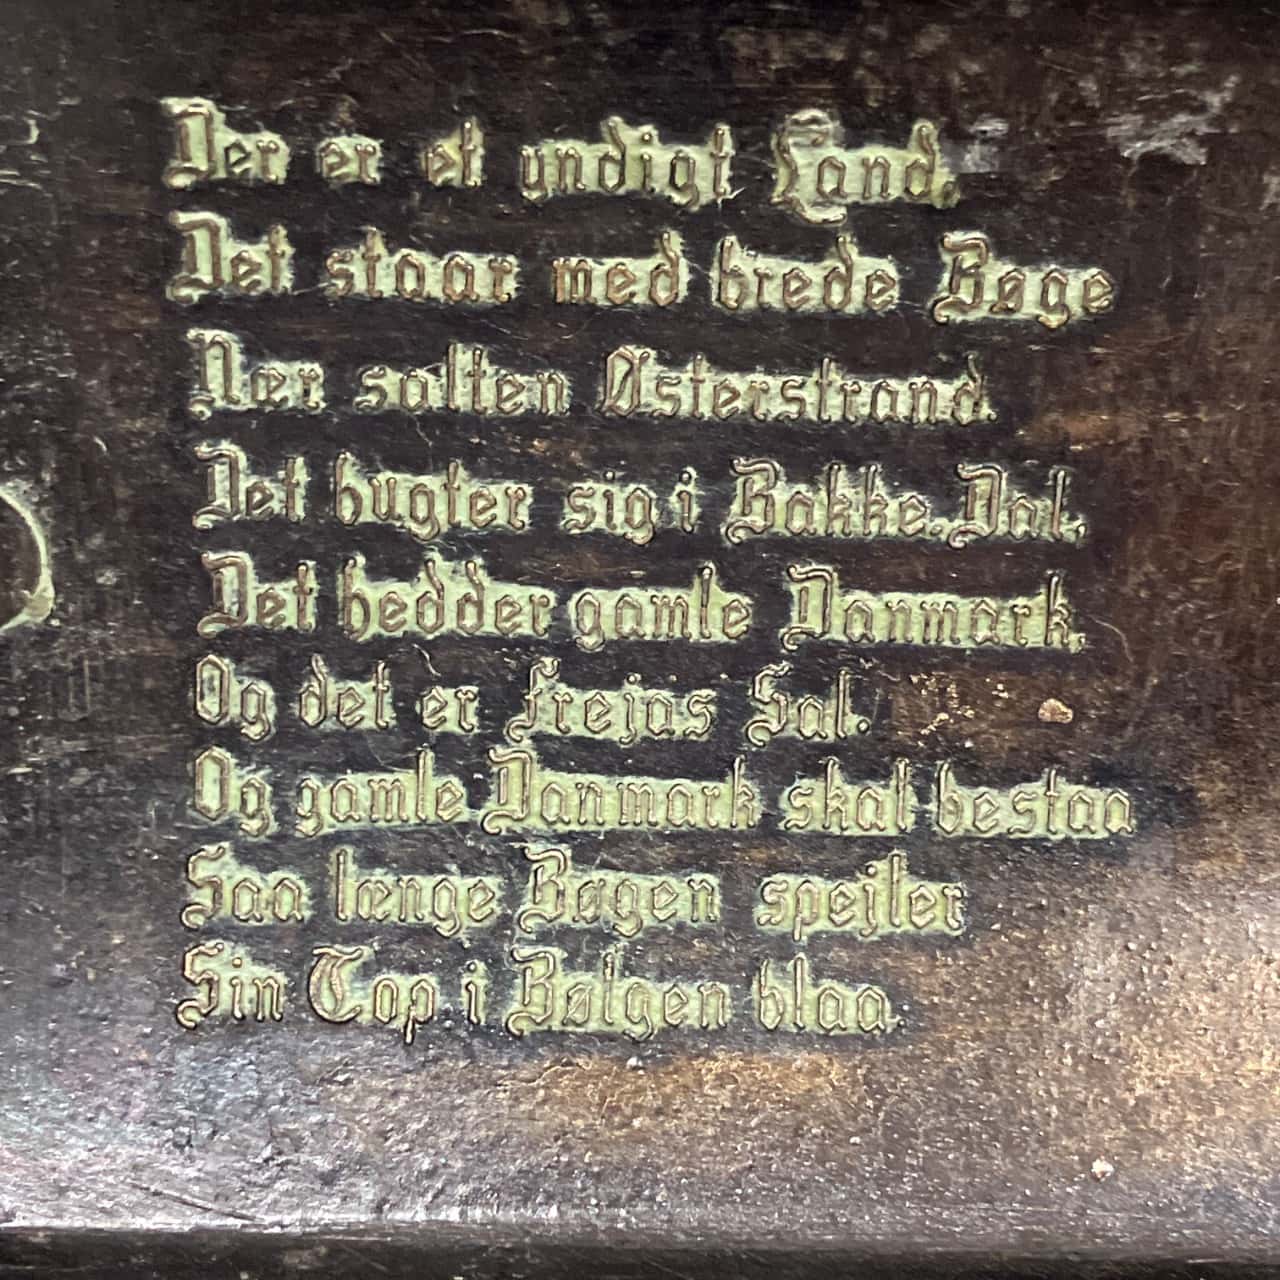 Der er et yndigt Land.
Det staar med brede Bøge
Nær salten Østerstrand.
Det bugter sig i Bakke. Dal.
Det hedder gamle Danmark,
Og det er Frejas Sal.
Og gamle Danmark skal bestaa
Saa længe Bøgen spejler
Sin Top i Bølgen blaa.